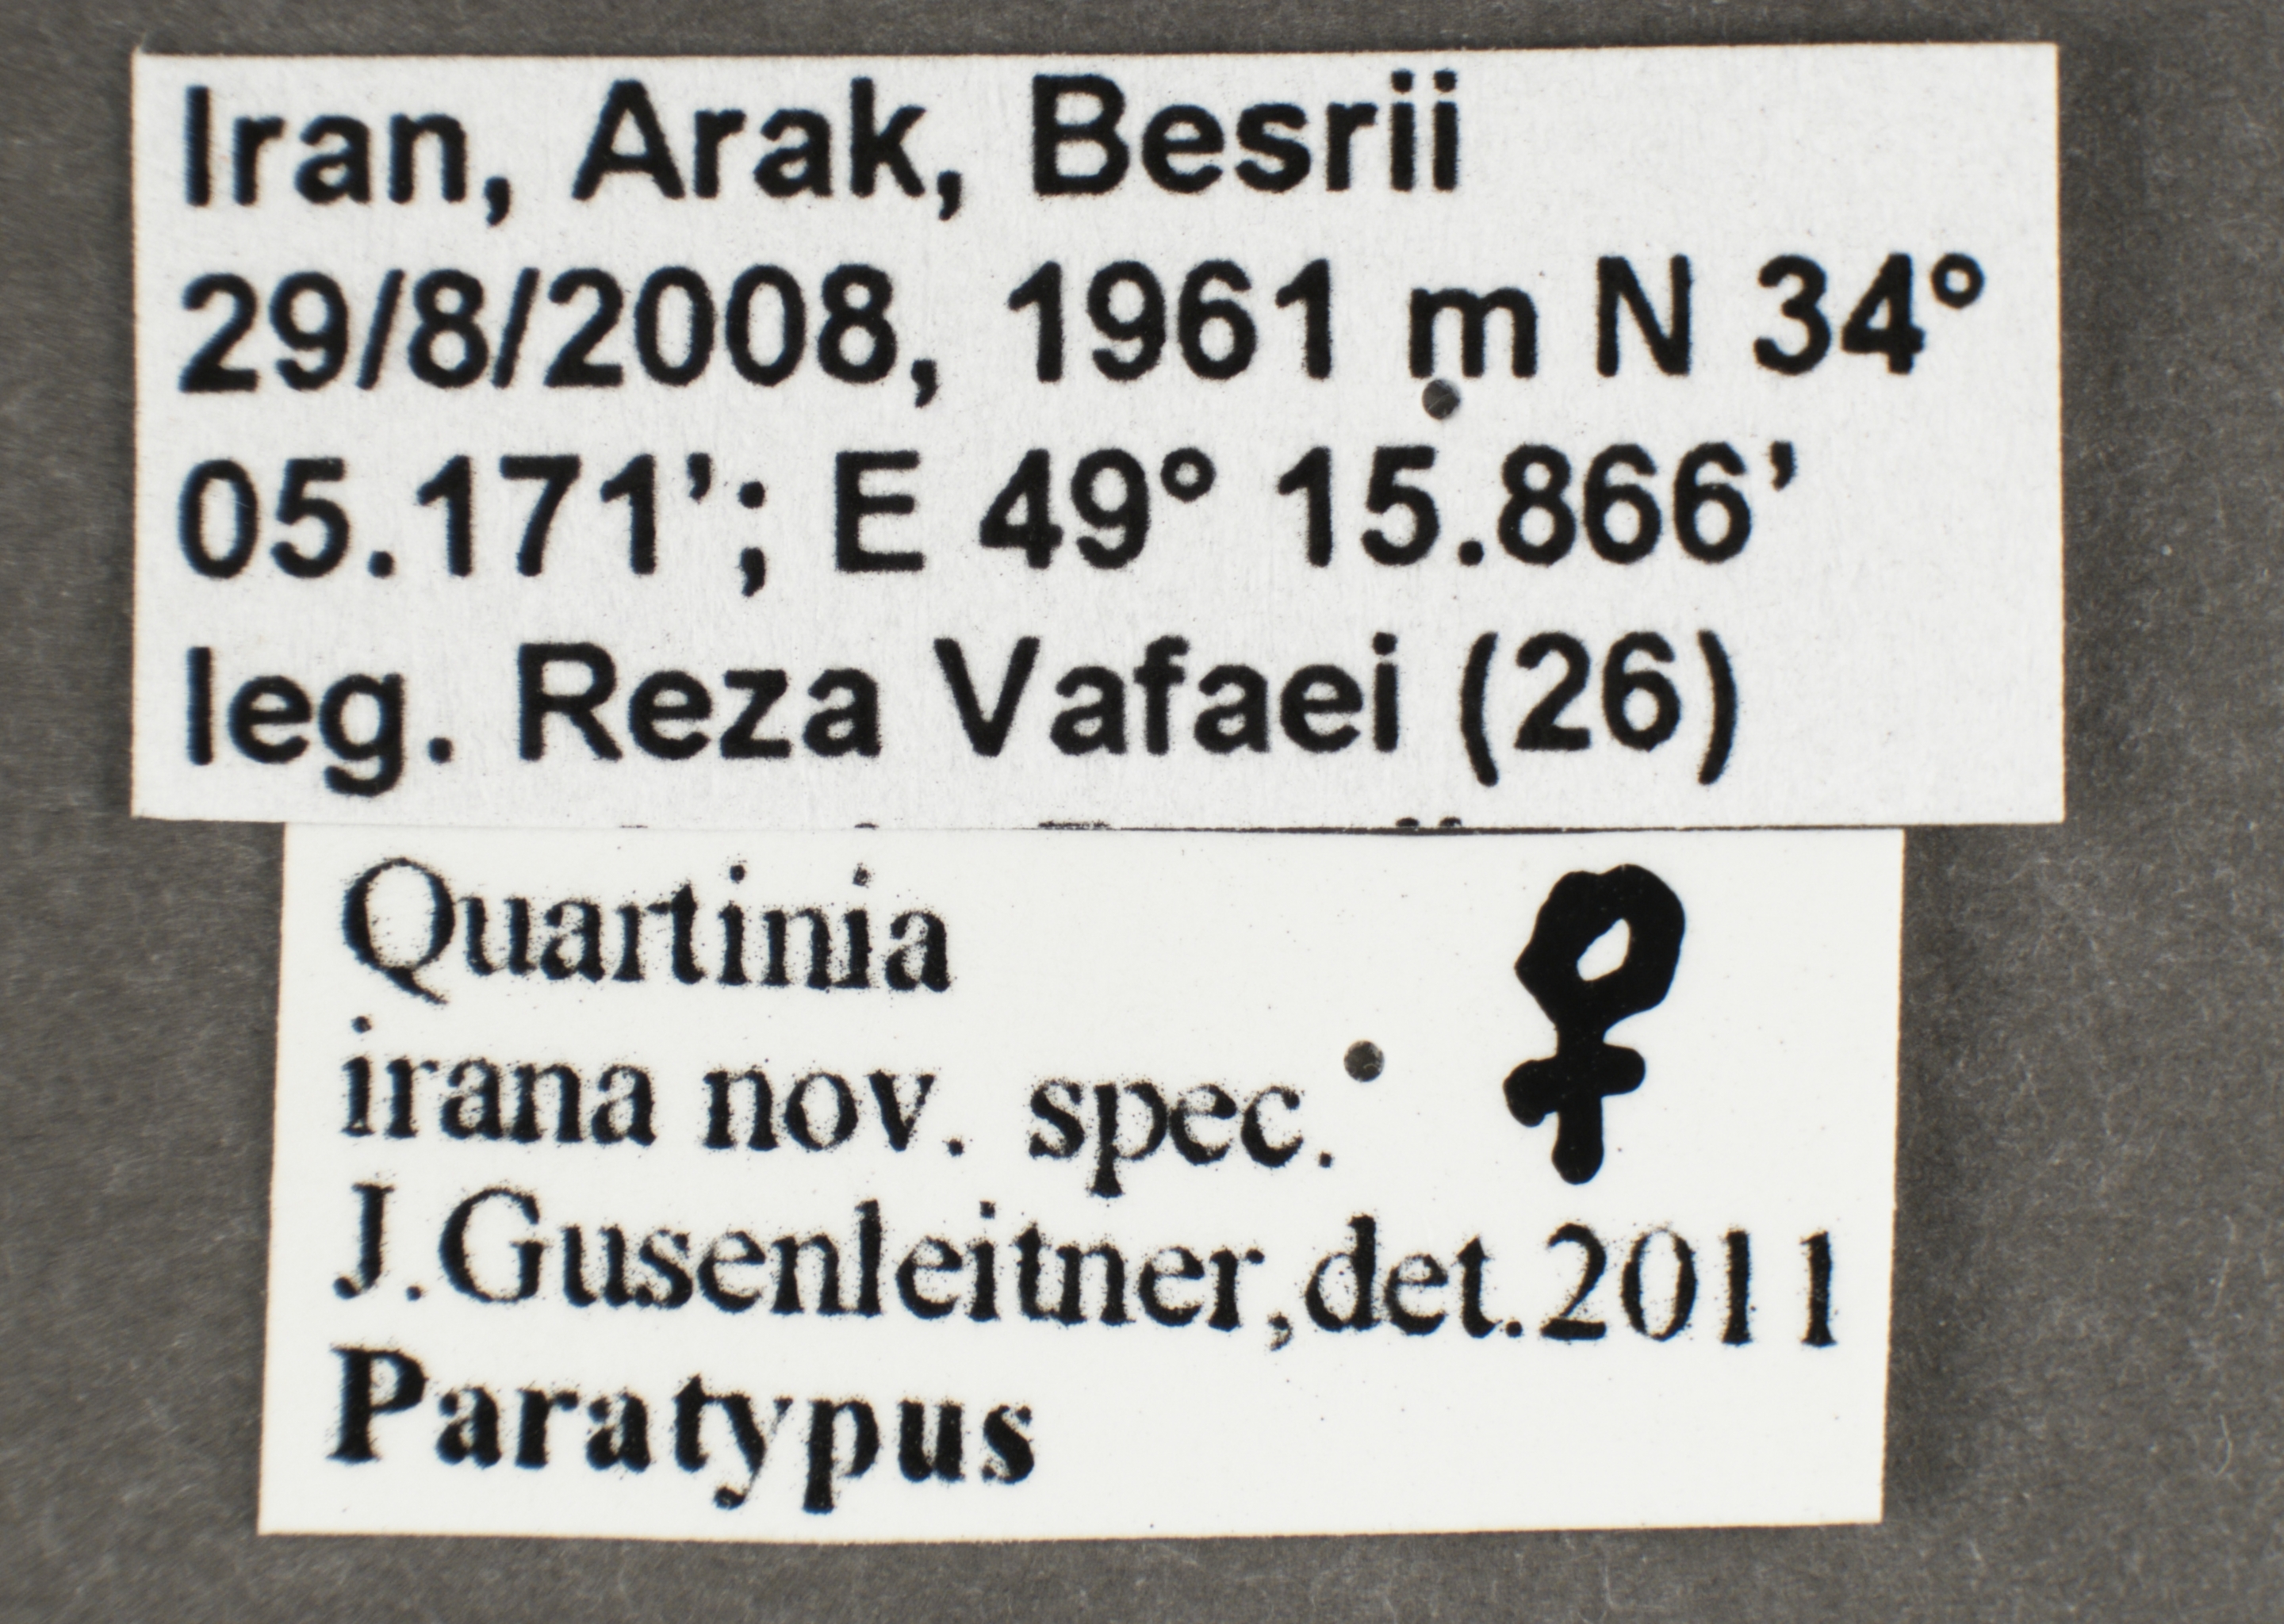 Iran, Arak, Besrii
29/8/2008, 1961 m N 34°
05.171’; E 49° 15.866’
leg. Reza Vafaei (26)
Quartinia ♀
irana nov. spec.
J.Gusenleitner,det.2011
Paratypus